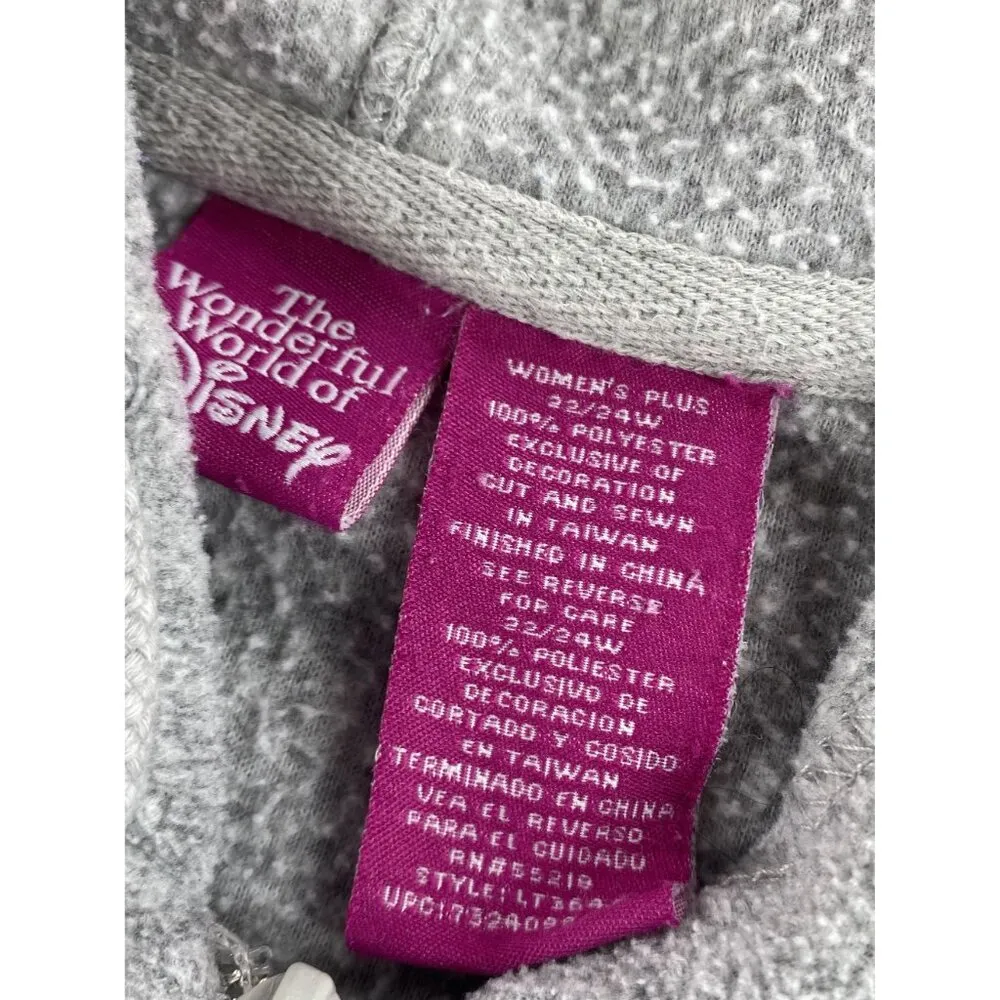 The
Wonderful
World of
Disney
WOMEN'S PLUS
22/24W
100% POLYESTER
EXCLUSIVE OF
DECORATION
CUT AND SEWN
IN TAIWAN
FINISHED IN CHINA
SEE REVERSE
FOR CARE
22/24W
100% POLIESTER
EXCLUSIVO DE
DECORACION
CORTADO Y COSIDO
EN TAIWAN
TERMINADO EN CHINA
VEA EL REVERSO
PARA EL CUIDADO
RN#55216
STYLE: